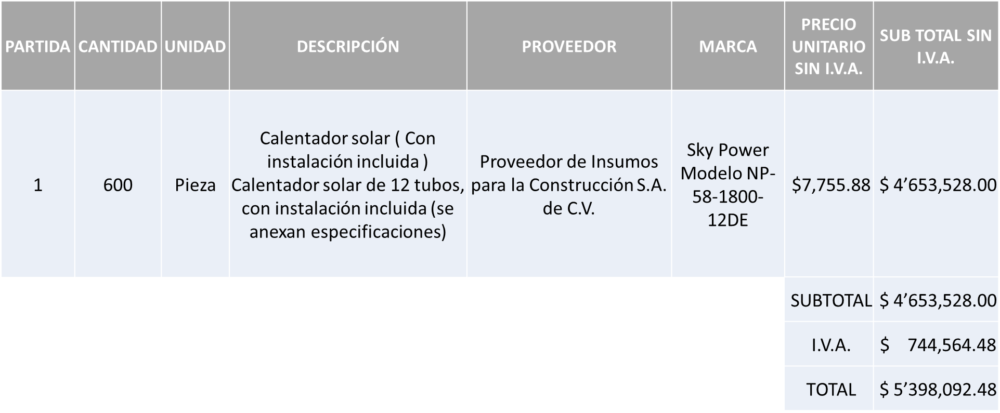 PARTIDA
CANTIDAD
UNIDAD
DESCRIPCIÓN
PROVEEDOR
MARCA
PRECIO
UNITARIO
SIN I.V.A.
SUB TOTAL SIN
I.V.A.
1
600
Pieza
Calentador solar ( Con
instalación incluida )
Calentador solar de 12 tubos,
con instalación incluida (se
anexan especificaciones)
Proveedor de Insumos
para la Construcción S.A.
de C.V.
Sky Power
Modelo NP-
58-1800-
12DE
$7,755.88
$ 4’653,528.00
SUBTOTAL
$ 4’653,528.00
I.V.A.
$ 744,564.48
TOTAL
$ 5’398,092.48